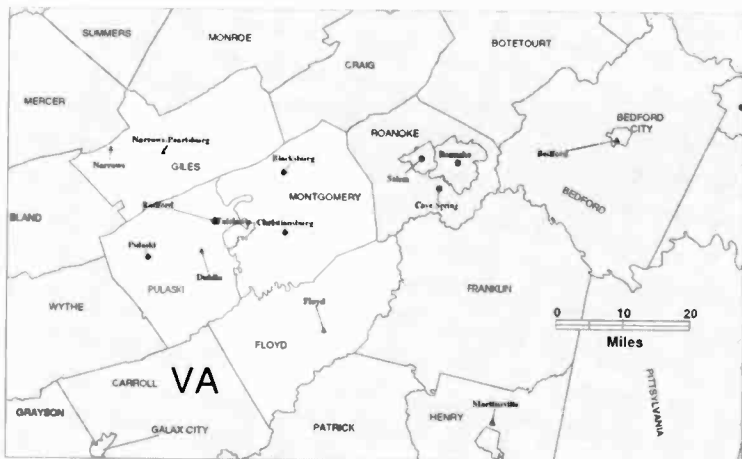 SUMMERS
MONROE
BOTETOURT
CRAIG
MERCER
BEDFORD
CITY
ROANOKE
Narrows-Pearisburg
Narrows
GILES
Blacksburg
Roanoke
Bedford
Salem
MONTGOMERY
BEDFORD
Radford
Cave Spring
BLAND
Fairlawn
Christiansburg
Pulaski
Dublin
PULASKI
FRANKLIN
Floyd
WYTHE
0 10 20
Miles
FLOYD
VA
CARROLL
PITTSYLVANIA
GRAYSON
Martinsville
HENRY
GALAX CITY
PATRICK